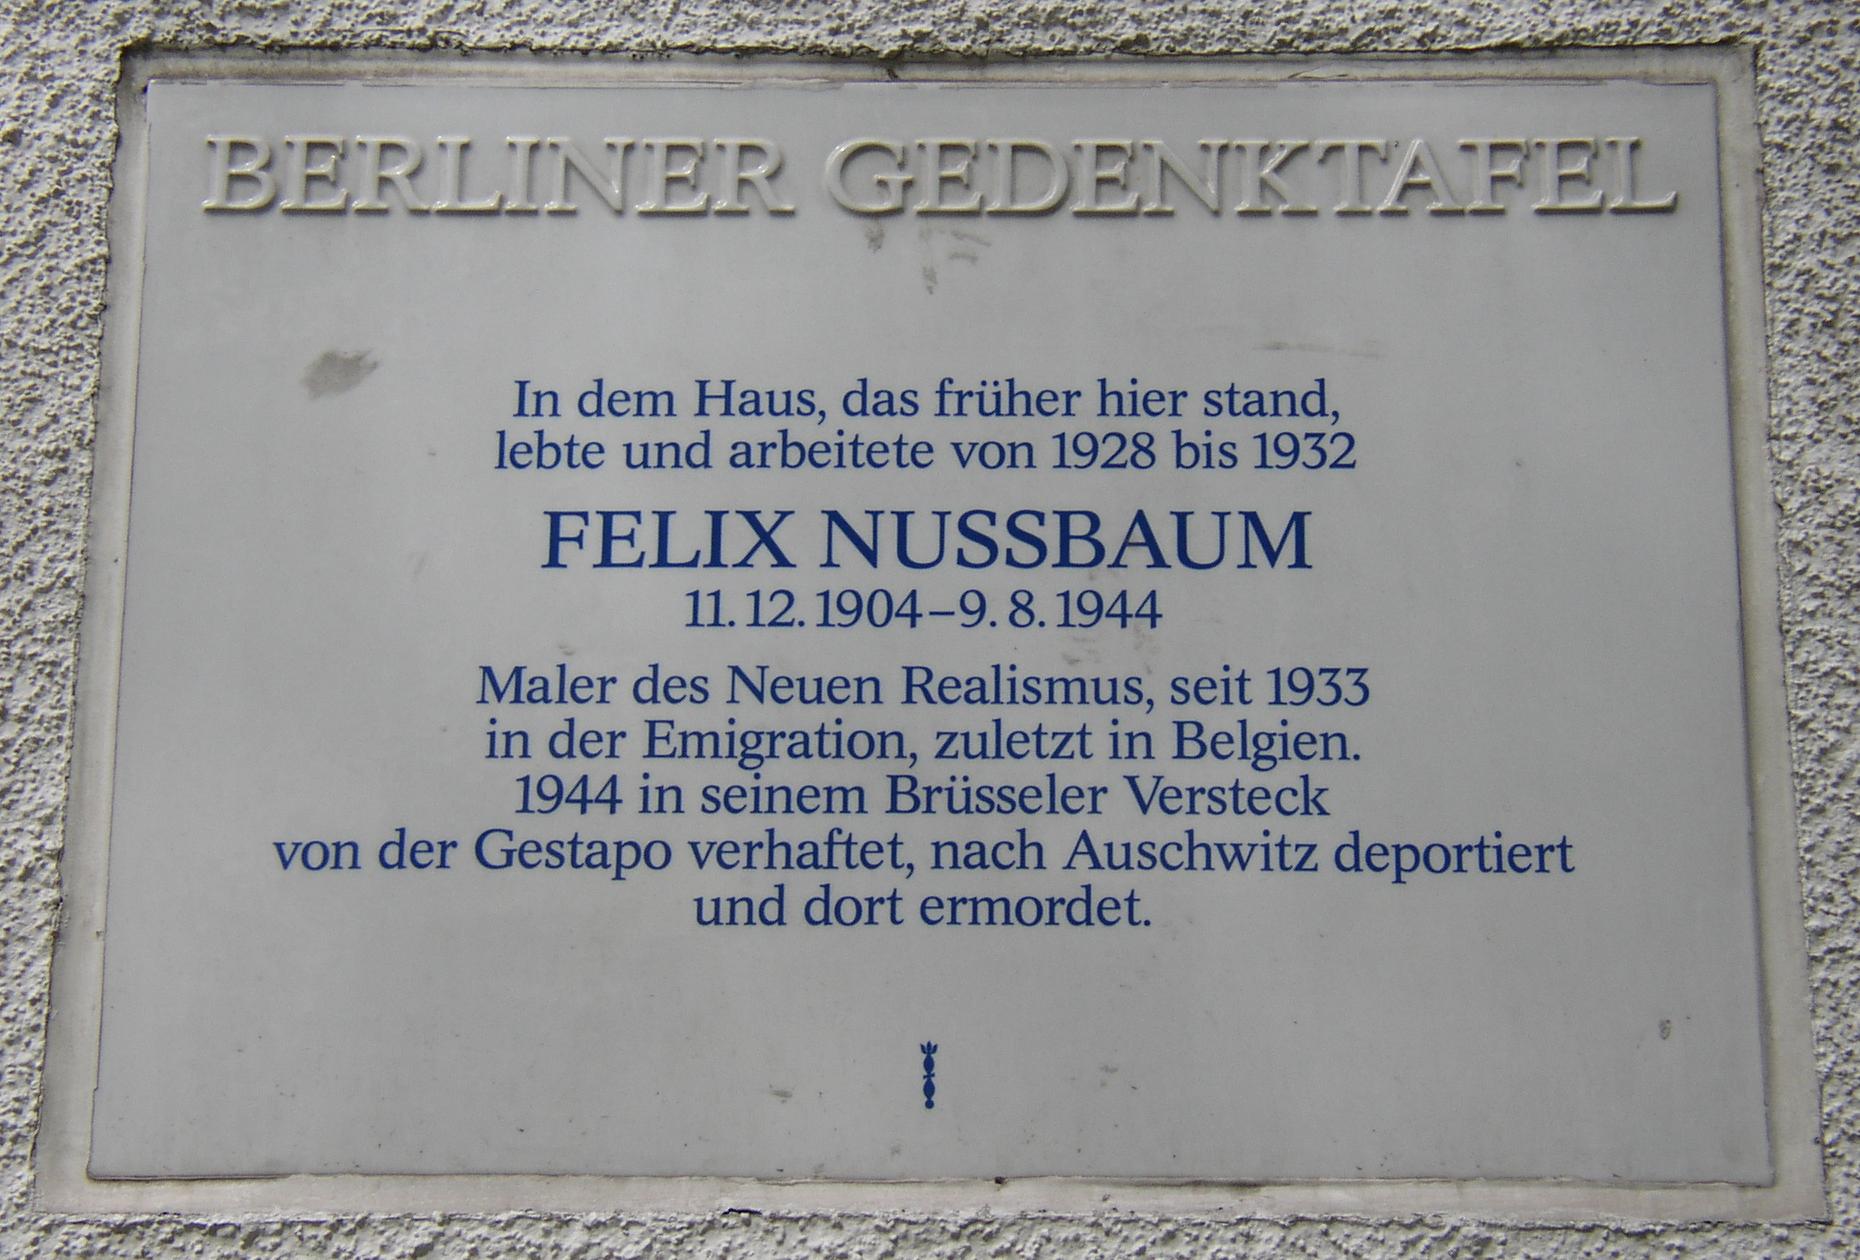 BERLINER GEDENKTAFEL
In dem Haus, das früher hier stand,
lebte und arbeitete von 1928 bis 1932
FELIX NUSSBAUM
11.12.1904–9.8.1944
Maler des Neuen Realismus, seit 1933
in der Emigration, zuletzt in Belgien.
1944 in seinem Brüsseler Versteck
von der Gestapo verhaftet, nach Auschwitz deportiert
und dort ermordet.